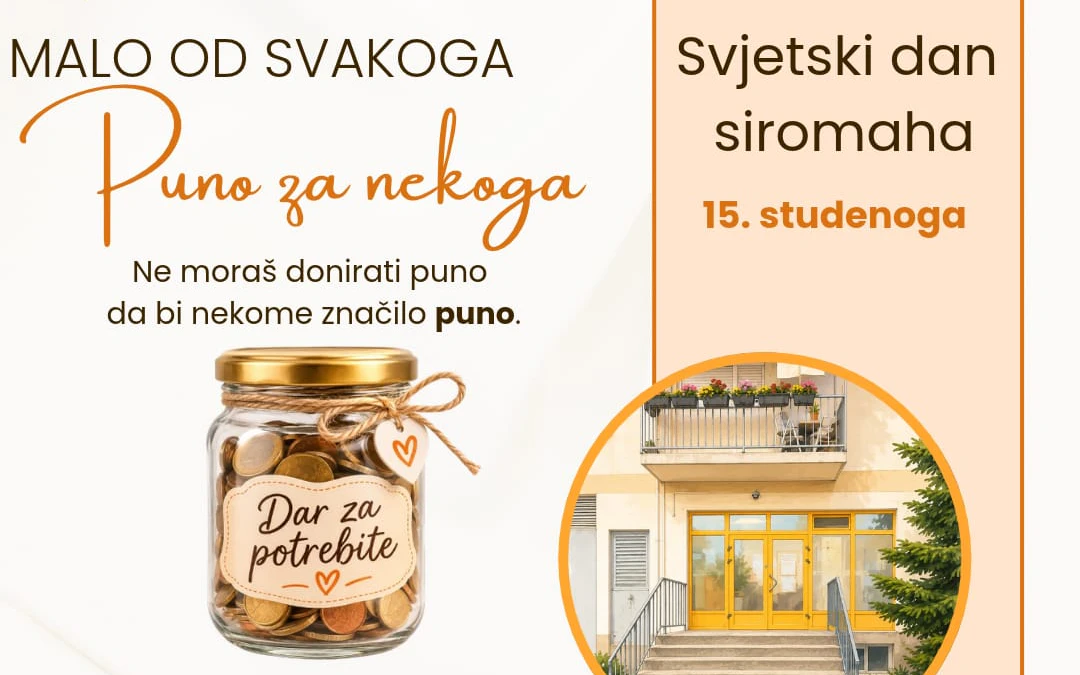 MALO OD SVAKOGA
Puno za nekoga
Ne moraš donirati puno
da bi nekome značilo puno.
Dar za
potrebite
Svjetski dan
siromaha
15. studenoga